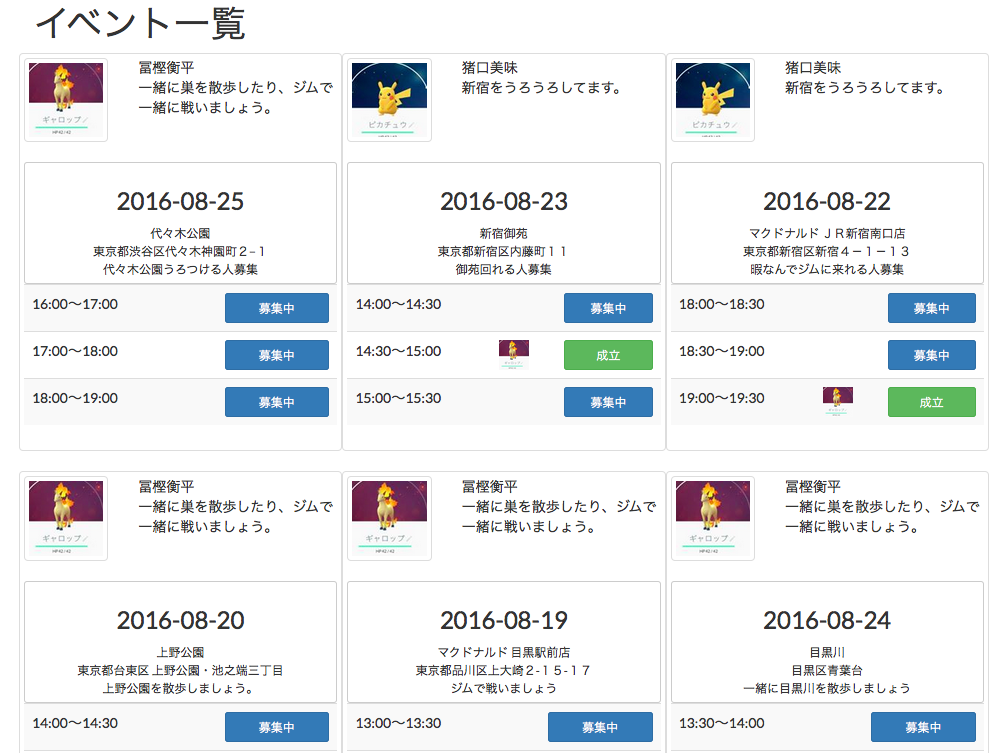 イベント一覧
冨樫衡平
一緒に巣を散歩したり、ジムで
一緒に戦いましょう。
ギャロップ
HP 42 / 42
2016-08-25
代々木公園
東京都渋谷区代々木神園町２−１
代々木公園うろつける人募集
16:00〜17:00 募集中
17:00〜18:00 募集中
18:00〜19:00 募集中
猪口美味
新宿をうろうろしてます。
ピカチュウ
2016-08-23
新宿御苑
東京都新宿区内藤町１１
御苑回れる人募集
14:00〜14:30 募集中
14:30〜15:00 成立
15:00〜15:30 募集中
猪口美味
新宿をうろうろしてます。
ピカチュウ
2016-08-22
マクドナルド ＪＲ新宿南口店
東京都新宿区新宿４－１－１３
暇なんでジムに来れる人募集
18:00〜18:30 募集中
18:30〜19:00 募集中
19:00〜19:30 成立
冨樫衡平
一緒に巣を散歩したり、ジムで
一緒に戦いましょう。
ギャロップ
HP 42 / 42
2016-08-20
上野公園
東京都台東区 上野公園・池之端三丁目
上野公園を散歩しましょう。
14:00〜14:30 募集中
冨樫衡平
一緒に巣を散歩したり、ジムで
一緒に戦いましょう。
ギャロップ
HP 42 / 42
2016-08-19
マクドナルド 目黒駅前店
東京都品川区上大崎２-１５-１７
ジムで戦いましょう
13:00〜13:30 募集中
冨樫衡平
一緒に巣を散歩したり、ジムで
一緒に戦いましょう。
ギャロップ
HP 42 / 42
2016-08-24
目黒川
目黒区青葉台
一緒に目黒川を散歩しましょう
13:30〜14:00 募集中